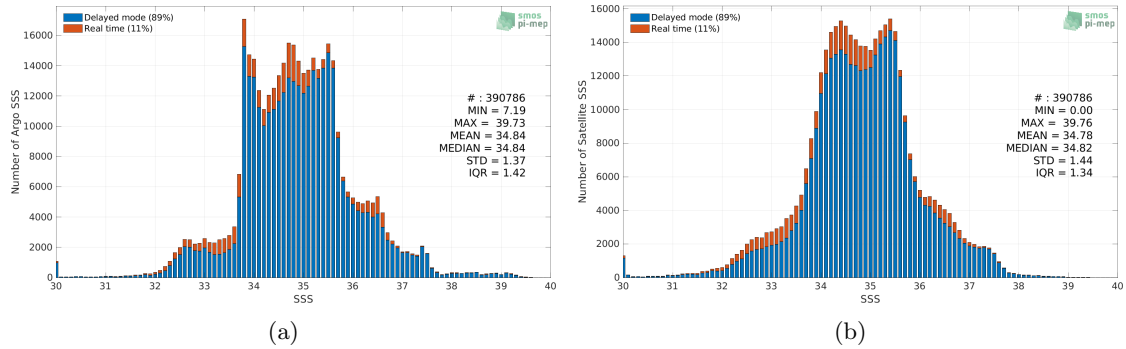 Delayed mode (89%)
Real time (11%)
smos
pi-mep
16000
14000
12000
10000
8000
6000
4000
2000
0
Number of Argo SSS
# : 390786
MIN = 7.19
MAX = 39.73
MEAN = 34.84
MEDIAN = 34.84
STD = 1.37
IQR = 1.42
30 31 32 33 34 35 36 37 38 39 40
SSS
(a)
Delayed mode (89%)
Real time (11%)
smos
pi-mep
16000
14000
12000
10000
8000
6000
4000
2000
0
Number of Satellite SSS
# : 390786
MIN = 0.00
MAX = 39.76
MEAN = 34.78
MEDIAN = 34.82
STD = 1.44
IQR = 1.34
30 31 32 33 34 35 36 37 38 39 40
SSS
(b)